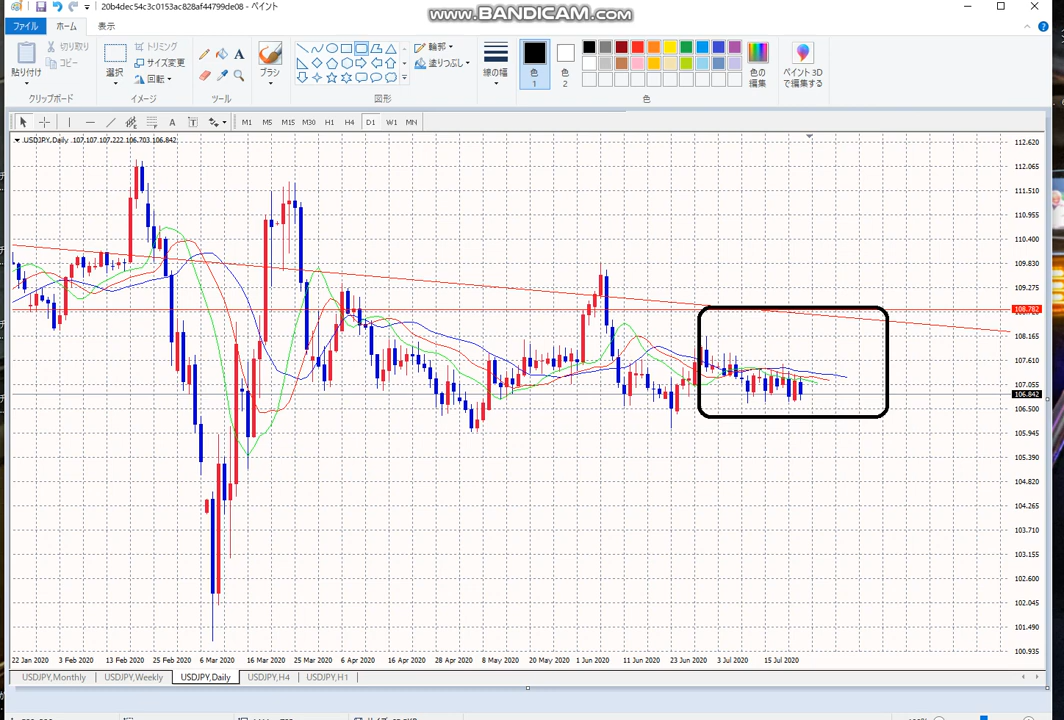 20b4dec54c3c0153ac828af44799de08 - ペイント
www.BANDICAM.com
ファイル
ホーム
表示
貼り付け
切り取り
コピー
クリップボード
選択
トリミング
サイズ変更
回転
イメージ
A
ツール
ブラシ
輪郭
塗りつぶし
図形
線の幅
色
1
色
2
色の
編集
色
ペイント 3D
で編集する
A
T
M1 M5 M15 M30 H1 H4 D1 W1 MN
USDJPY,Daily 107.107 107.222 106.703 106.842
112.620
112.065
111.510
110.955
110.400
109.830
109.275
108.782
108.165
107.610
107.055
106.842
106.500
105.945
105.390
104.820
104.265
103.710
103.155
102.600
102.045
101.490
100.935
22 Jan 2020 3 Feb 2020 13 Feb 2020 25 Feb 2020 6 Mar 2020 16 Mar 2020 25 Mar 2020 6 Apr 2020 16 Apr 2020 28 Apr 2020 8 May 2020 20 May 2020 1 Jun 2020 11 Jun 2020 23 Jun 2020 3 Jul 2020 15 Jul 2020
USDJPY,Monthly USDJPY,Weekly USDJPY,Daily USDJPY,H4 USDJPY,H1